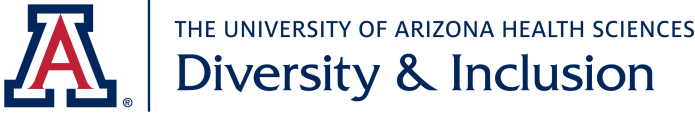 A®
THE UNIVERSITY OF ARIZONA HEALTH SCIENCES
Diversity & Inclusion